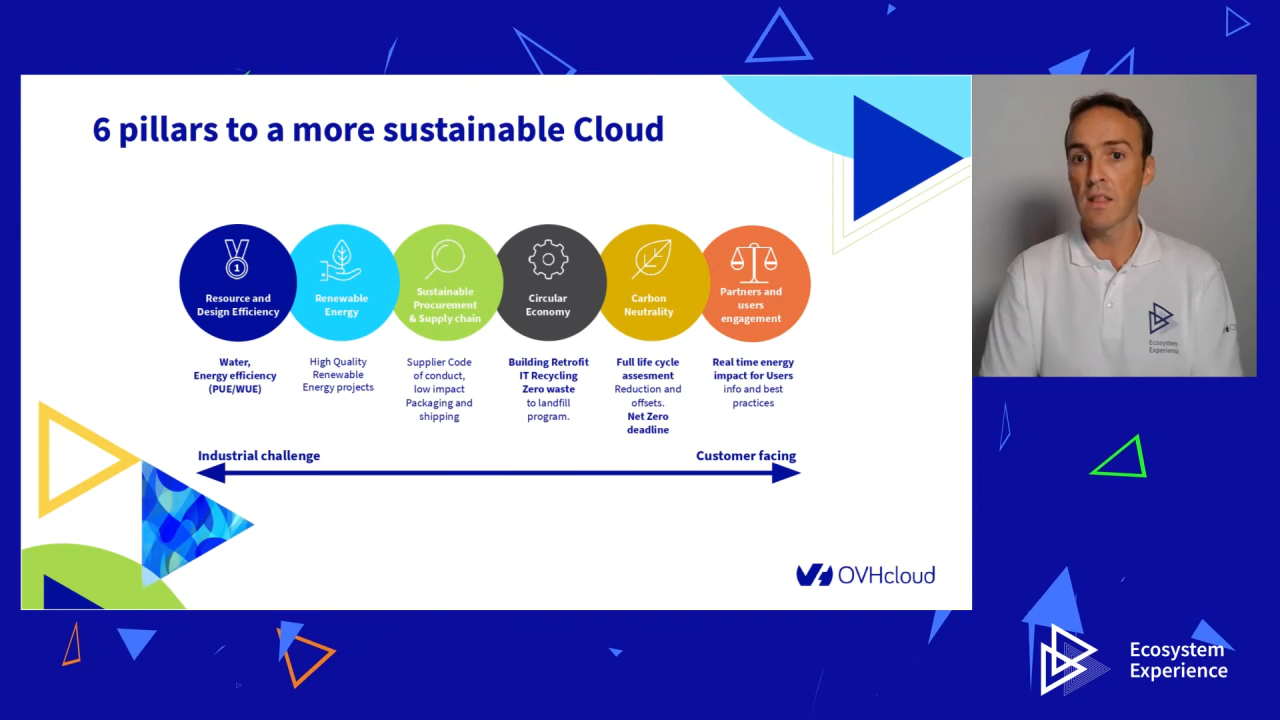 6 pillars to a more sustainable Cloud
1
Resource and
Design Efficiency
Renewable
Energy
Sustainable
Procurement
& Supply chain
Circular
Economy
Carbon
Neutrality
Partners and
users
engagement
Water,
Energy efficiency
(PUE/WUE)
High Quality
Renewable
Energy projects
Supplier Code
of conduct,
low impact
Packaging and
shipping
Building Retrofit
IT Recycling
Zero waste
to landfill
program.
Full life cycle
assesment
Reduction and
offsets.
Net Zero
deadline
Real time energy
impact for Users
info and best
practices
Industrial challenge
Customer facing
OVHcloud
Ecosystem
Experience
Ecosystem
Experience